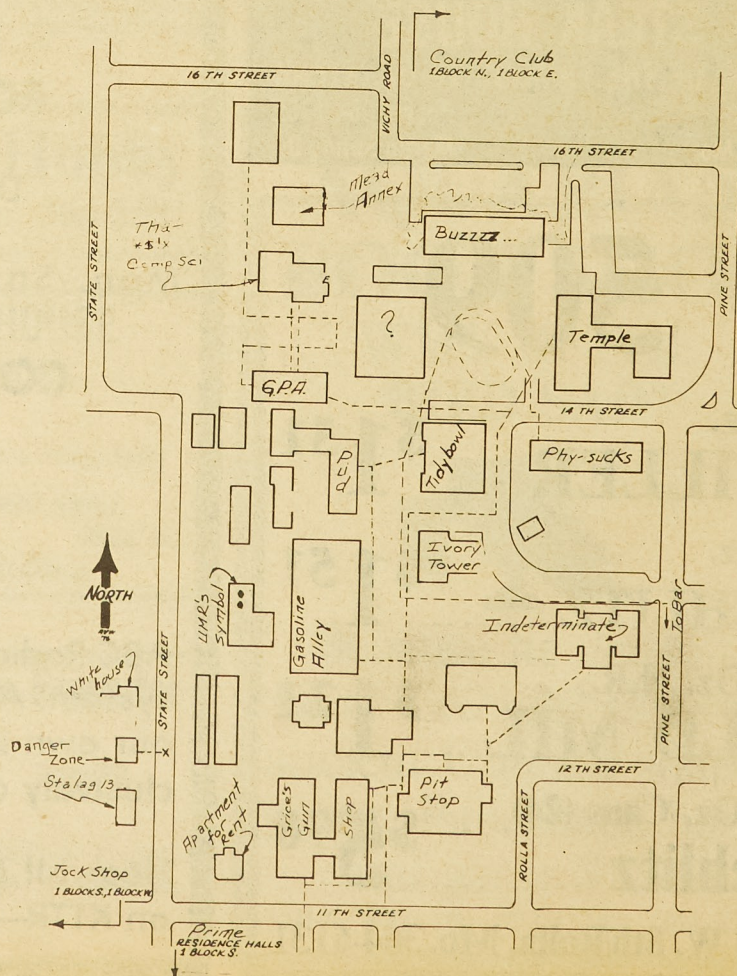 Country Club
1 BLOCK N., 1 BLOCK E.
16 TH STREET
VICHY ROAD
16 TH STREET
Mead
Annex
Tha-
*$!x
Comp Sci
Buzzzz...
STATE STREET
PINE STREET
?
Temple
E
G.P.A.
14 TH STREET
Pud
Tidybowl
Phy-sucks
Ivory
Tower
NORTH
UMR's
Symbol
Gasoline
Alley
Indeterminate
To Bar
White
house
STATE STREET
PINE STREET
Danger
Zone
X
12 TH STREET
Stalag 13
Pit
Stop
Apartment
for
Rent
Grice's
Gun
Shop
ROLLA STREET
Jock Shop
1 BLOCK S., 1 BLOCK W.
11 TH STREET
Prime
RESIDENCE HALLS
1 BLOCK S.